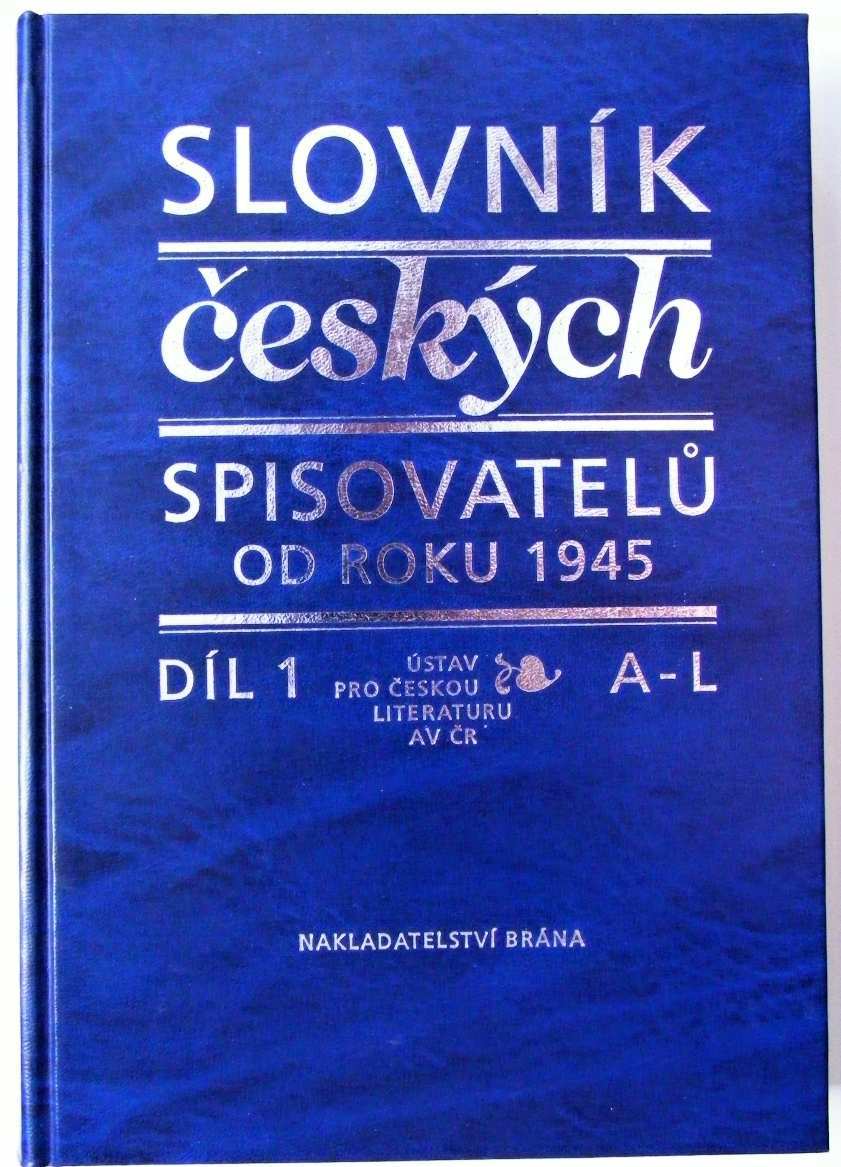 SLOVNÍK
českých
SPISOVATELŮ
OD ROKU 1945
DÍL 1
ÚSTAV
PRO ČESKOU
LITERATURU
AV ČR
A-L
NAKLADATELSTVÍ BRÁNA